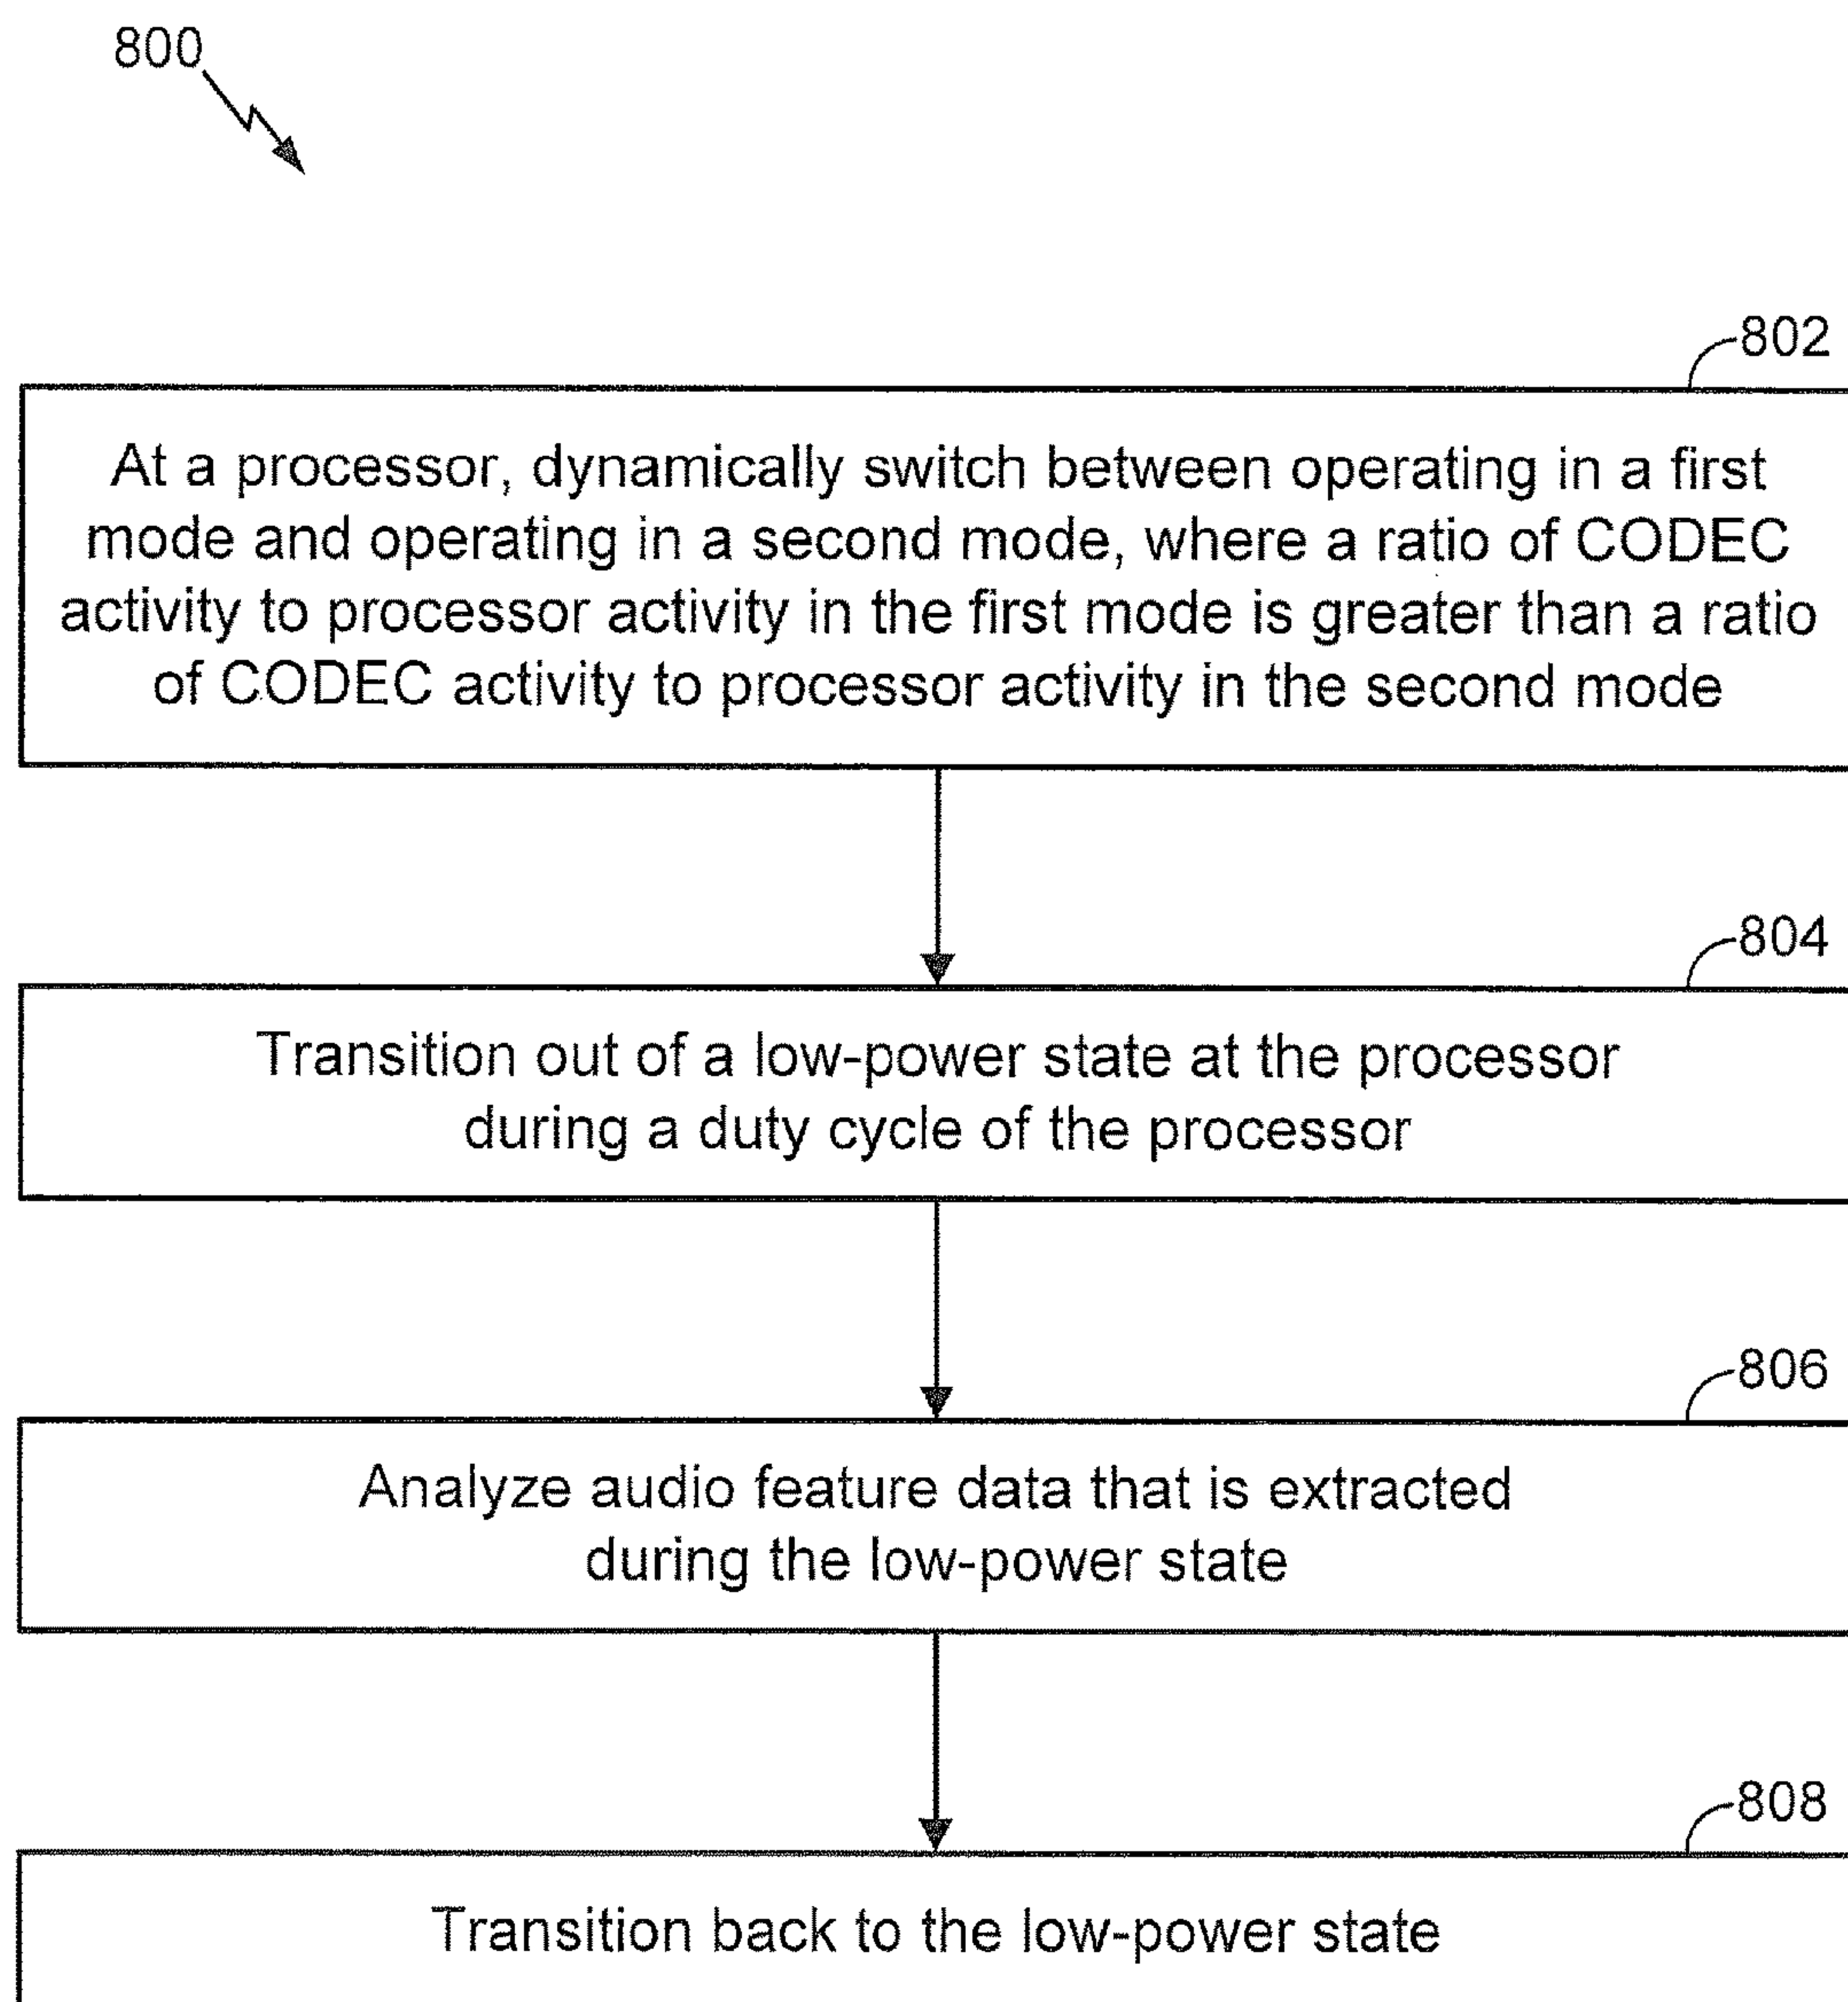 800
802
At a processor, dynamically switch between operating in a first
mode and operating in a second mode, where a ratio of CODEC
activity to processor activity in the first mode is greater than a ratio
of CODEC activity to processor activity in the second mode
804
Transition out of a low-power state at the processor
during a duty cycle of the processor
806
Analyze audio feature data that is extracted
during the low-power state
808
Transition back to the low-power state